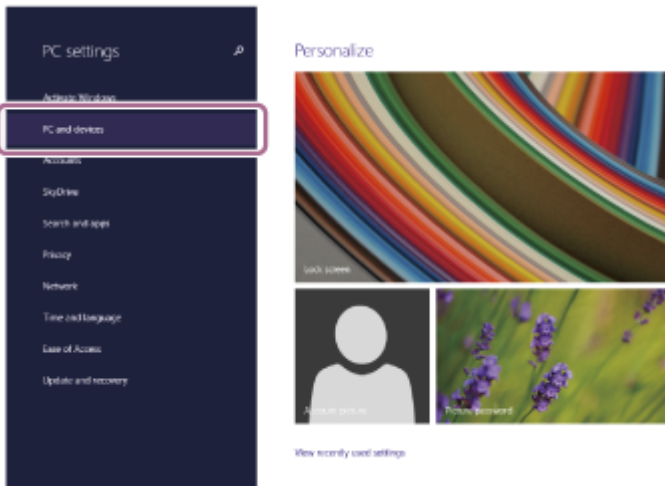 PC settings
Activate Windows
PC and devices
Accounts
SkyDrive
Search and apps
Privacy
Network
Time and language
Ease of Access
Update and recovery
Personalize
Lock screen
Account picture
Picture password
View recently used settings